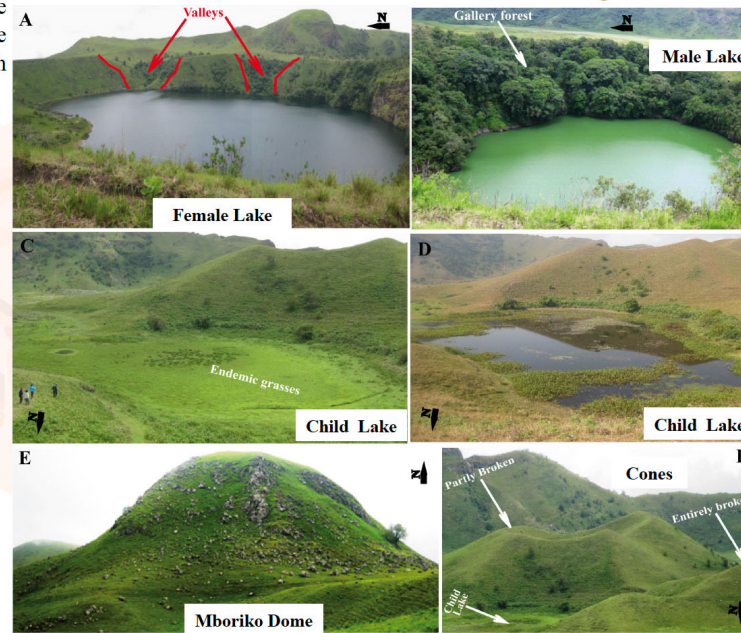 e
e
n
A
Valleys
N
Female Lake
Gallery forest
N
Male Lake
C
Endemic grasses
N
Child Lake
D
N
Child Lake
E
N
Mboriko Dome
Partly Broken
Cones
Entirely
Child
Lake